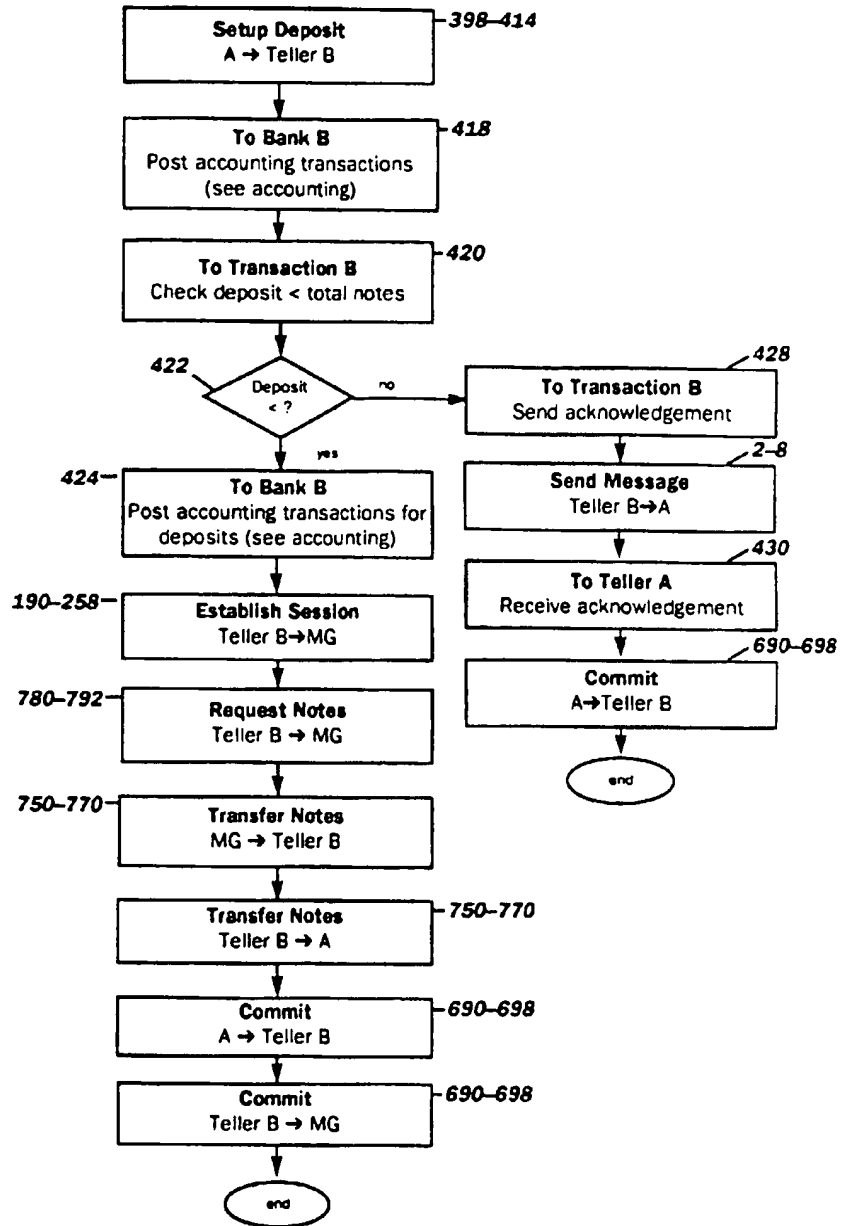 Setup Deposit
A → Teller B
398–414
To Bank B
Post accounting transactions
(see accounting)
418
To Transaction B
Check deposit < total notes
420
422
Deposit
< ?
no
yes
424
To Bank B
Post accounting transactions for
deposits (see accounting)
190–258
Establish Session
Teller B→MG
780–792
Request Notes
Teller B → MG
750–770
Transfer Notes
MG → Teller B
Transfer Notes
Teller B → A
750–770
Commit
A → Teller B
690–698
Commit
Teller B → MG
690–698
end
428
To Transaction B
Send acknowledgement
2–8
Send Message
Teller B→A
430
To Teller A
Receive acknowledgement
690–698
Commit
A→Teller B
end